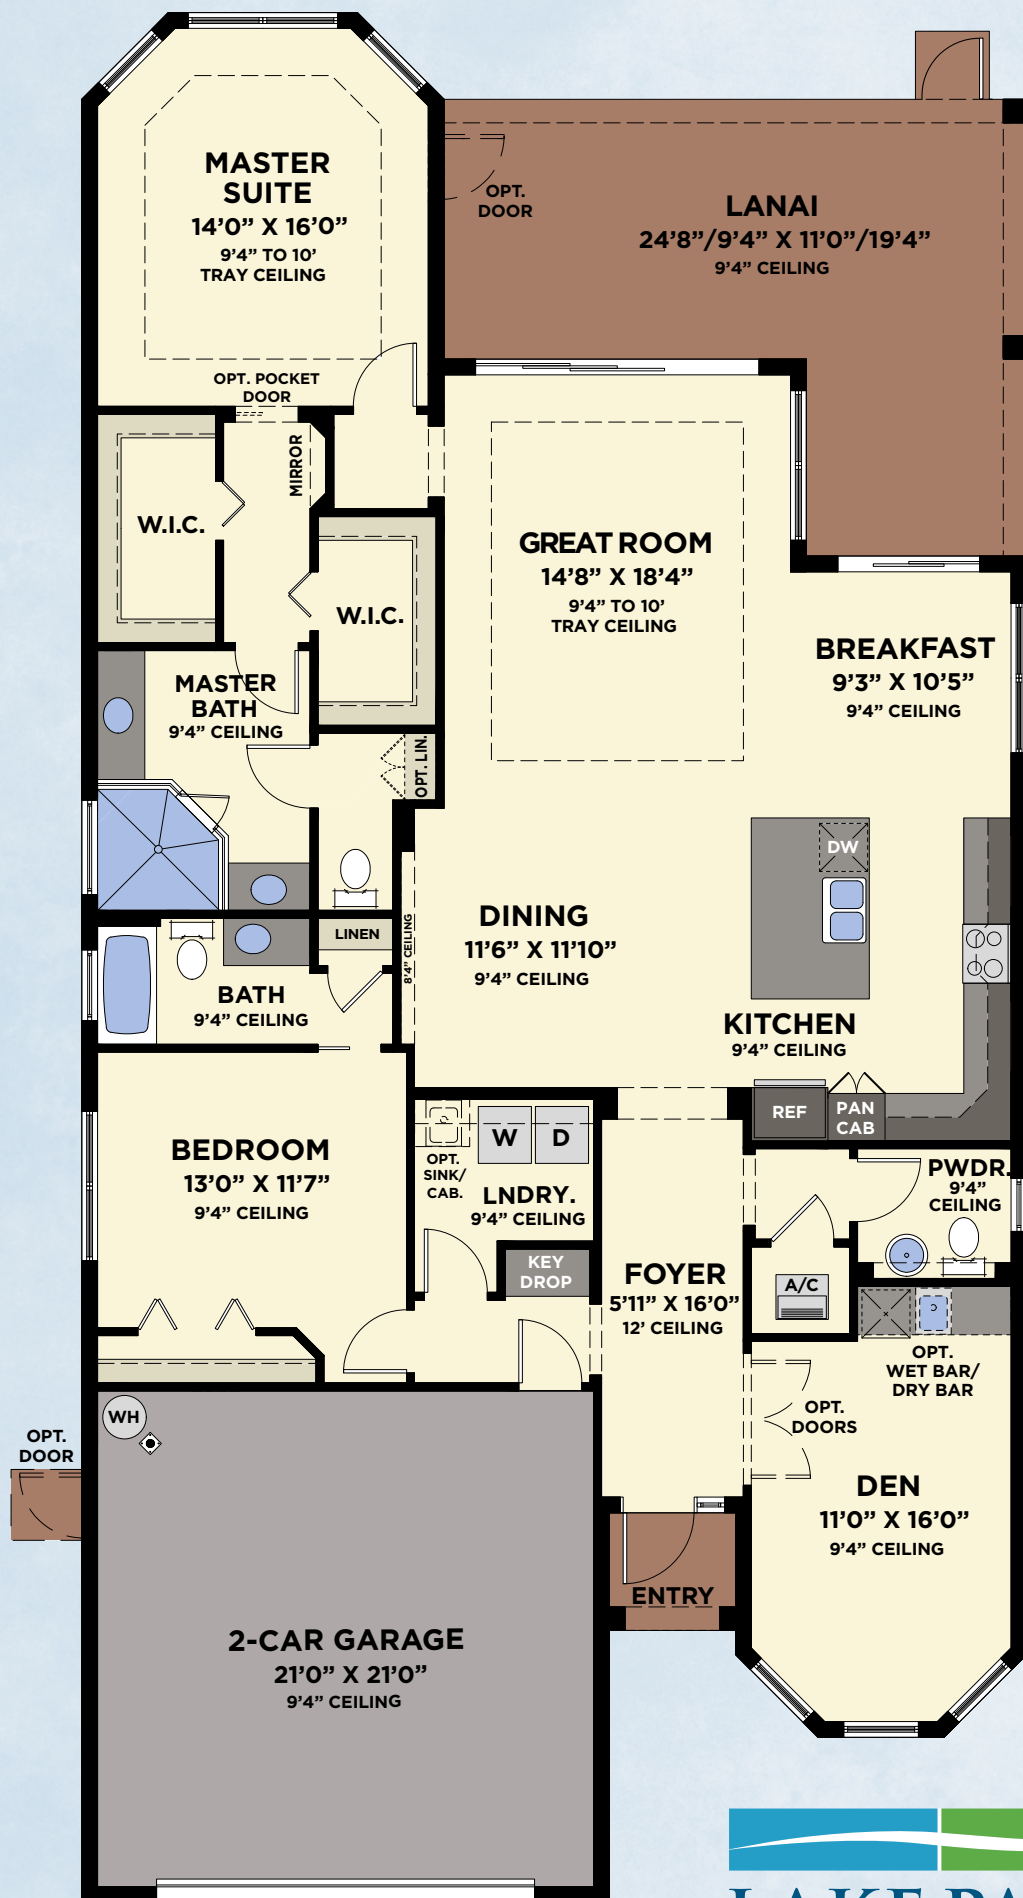 MASTER
SUITE
14’0” X 16’0”
9’4” TO 10’
TRAY CEILING
OPT.
DOOR
LANAI
24’8”/9’4” X 11’0”/19’4”
9’4” CEILING
OPT. POCKET
DOOR
MIRROR
W.I.C.
W.I.C.
GREAT ROOM
14’8” X 18’4”
9’4” TO 10’
TRAY CEILING
BREAKFAST
9’3” X 10’5”
9’4” CEILING
MASTER
BATH
9’4” CEILING
OPT. LIN.
DW
DINING
11’6” X 11’10”
9’4” CEILING
8’4” CEILING
LINEN
BATH
9’4” CEILING
KITCHEN
9’4” CEILING
REF
PAN
CAB
BEDROOM
13’0” X 11’7”
9’4” CEILING
W
D
OPT.
SINK/
CAB.
LNDRY.
9’4” CEILING
PWDR.
9’4”
CEILING
KEY
DROP
FOYER
5’11” X 16’0”
12’ CEILING
A/C
OPT.
WET BAR/
DRY BAR
OPT.
DOORS
WH
OPT.
DOOR
DEN
11’0” X 16’0”
9’4” CEILING
ENTRY
2-CAR GARAGE
21’0” X 21’0”
9’4” CEILING